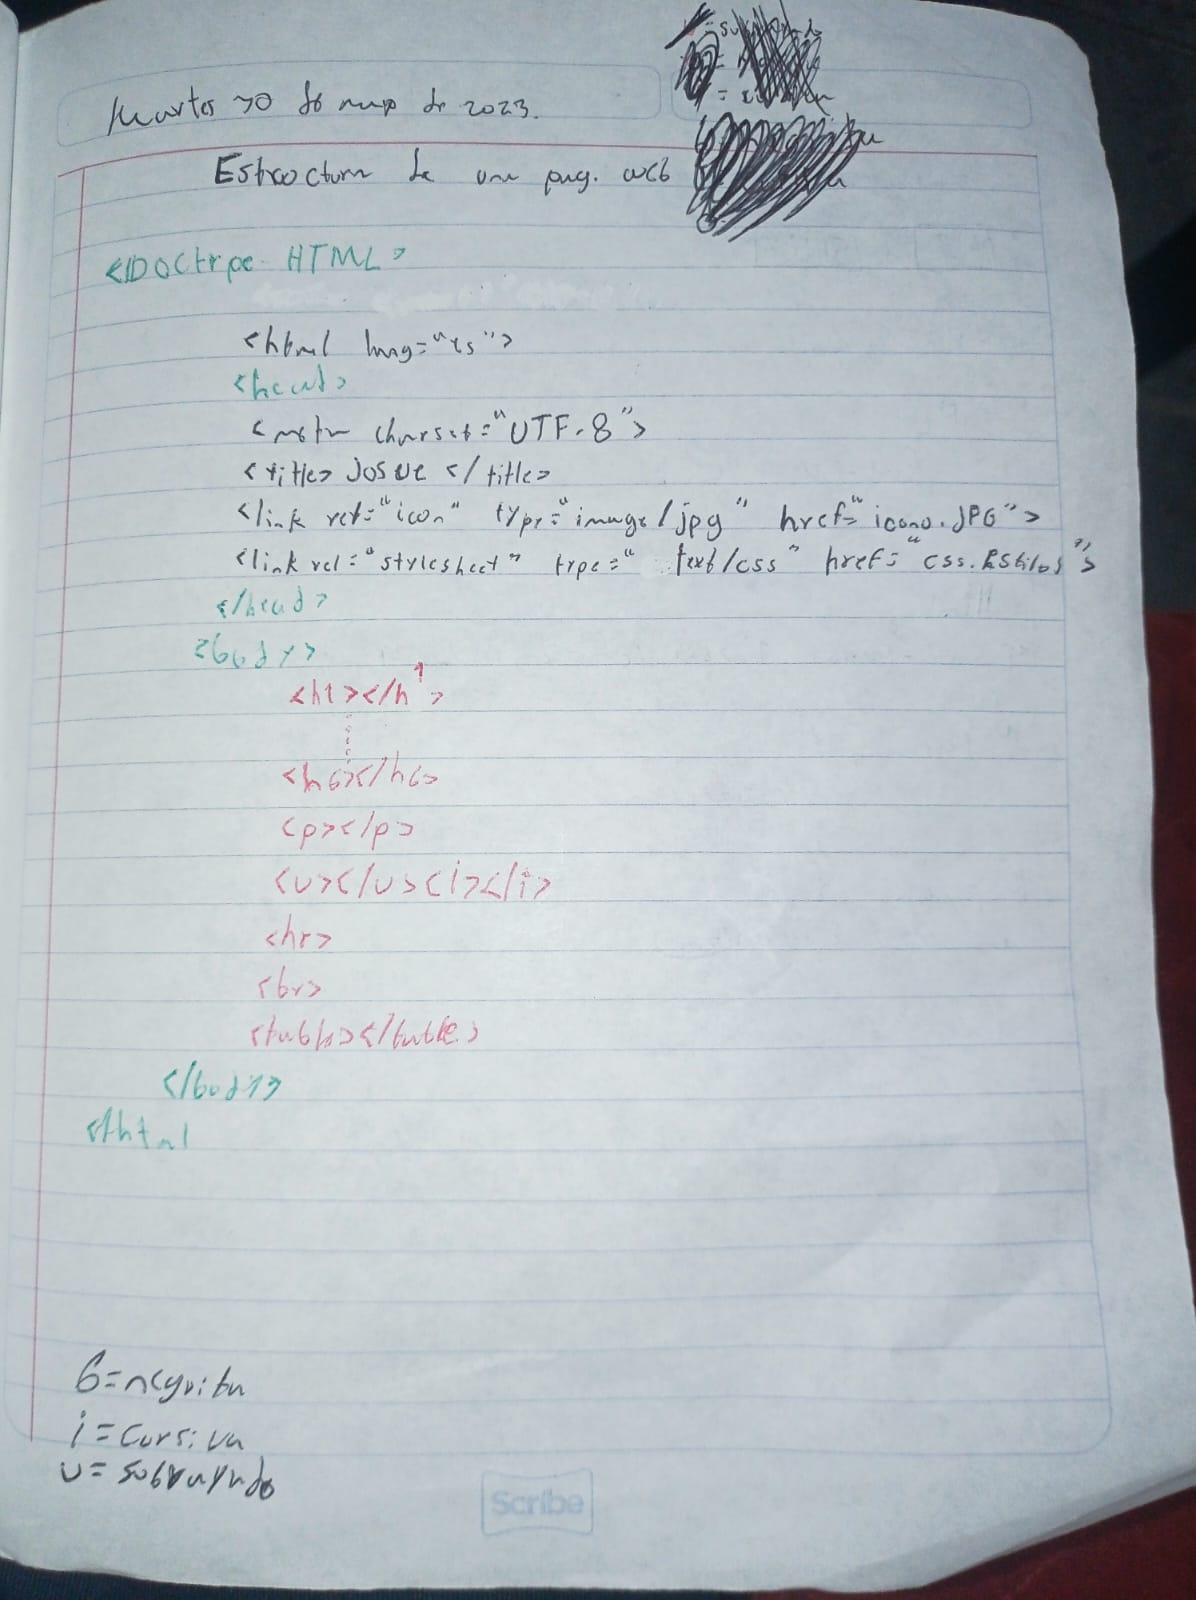 Martes 30 de may de 2023.
Estructura de una pag. web
<!DOCtype HTML>
<html lang="es">
<head>
<meta charset="UTF-8">
<title> JOSUE </title>
<link rel="icon" type="image/jpg" href="icono.JPG">
<link rel="stylesheet" type="text/css" href="css.Estilos">
</head>
<body>
<h1></h1>
<h6></h6>
<p></p>
<u></u><i></i>
<hr>
<br>
<table></table>
</body>
</html
b=negrita
i=cursiva
u=subrayado
Scribe